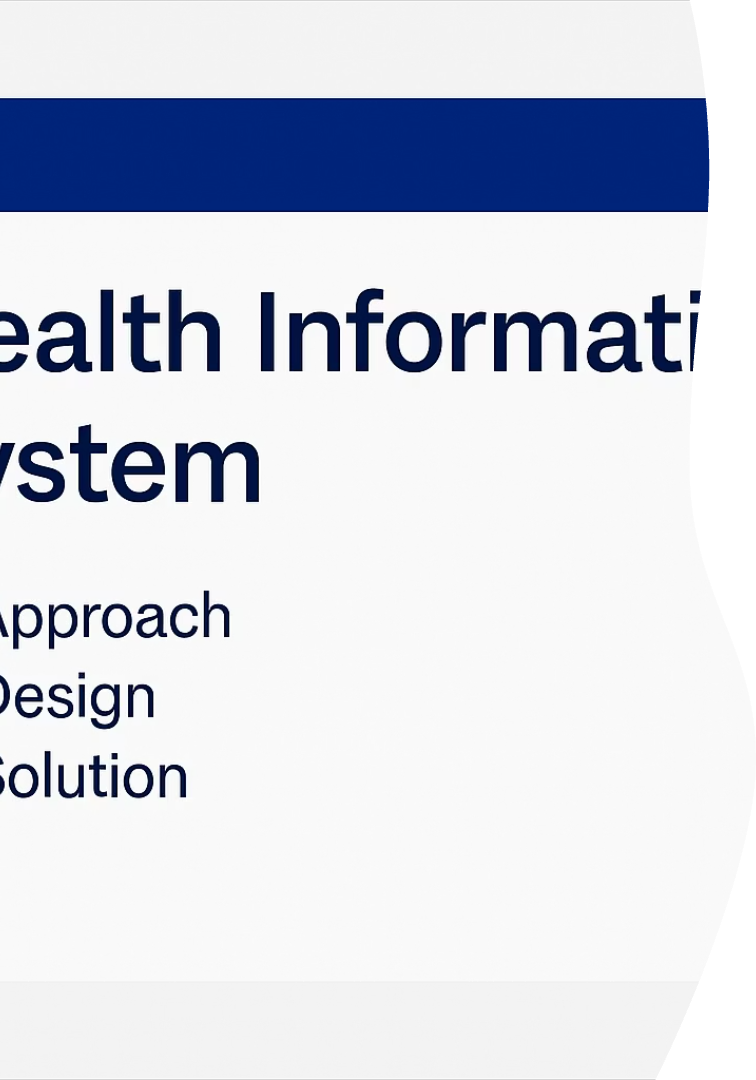 ealth Informati
ystem
Approach
Design
Solution